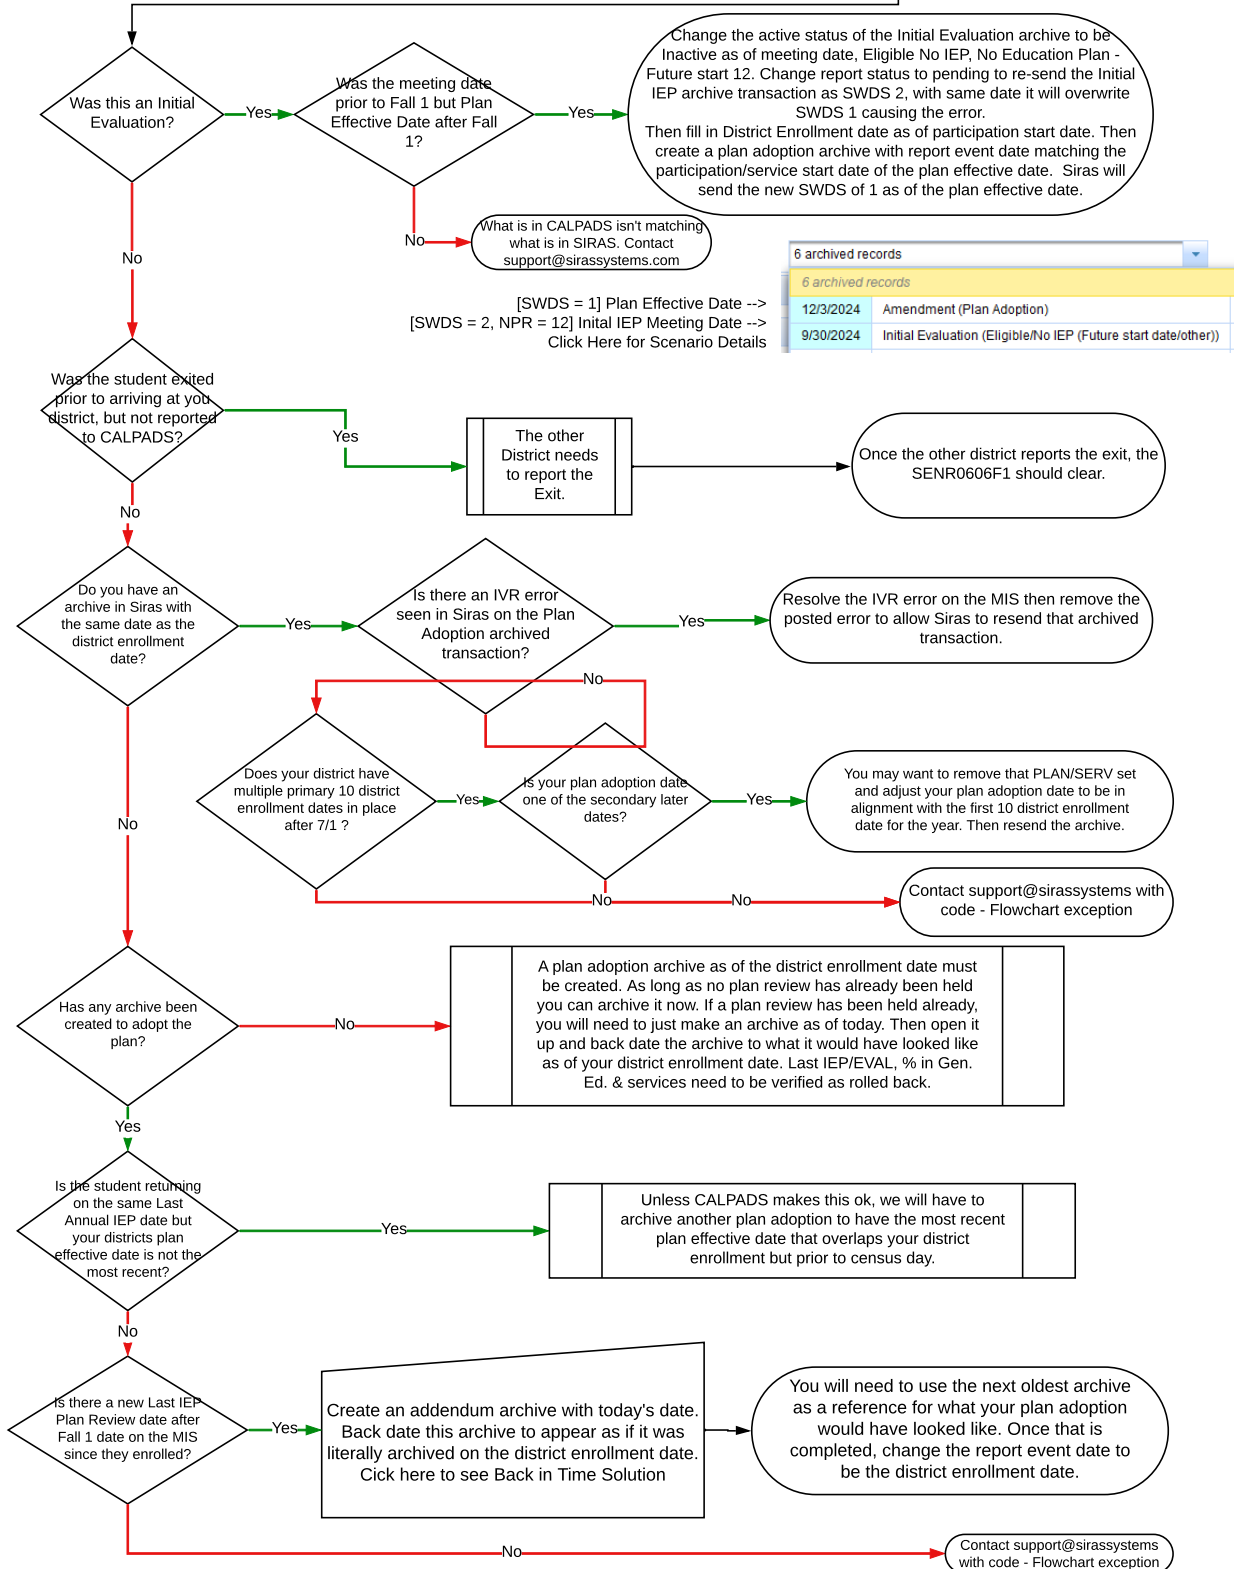 Was this an Initial
Evaluation?
Yes
Was the meeting date
prior to Fall 1 but Plan
Effective Date after Fall
1?
Yes
Change the active status of the Initial Evaluation archive to be
Inactive as of meeting date, Eligible No IEP, No Education Plan -
Future start 12. Change report status to pending to re-send the Initial
IEP archive transaction as SWDS 2, with same date it will overwrite
SWDS 1 causing the error.
Then fill in District Enrollment date as of participation start date. Then
create a plan adoption archive with report event date matching the
participation/service start date of the plan effective date.  Siras will
send the new SWDS of 1 as of the plan effective date.
No
What is in CALPADS isn't matching
what is in SIRAS. Contact
support@sirassystems.com
No
6 archived records
6 archived records
12/3/2024 Amendment (Plan Adoption)
9/30/2024 Initial Evaluation (Eligible/No IEP (Future start date/other))
[SWDS = 1] Plan Effective Date -->
[SWDS = 2, NPR = 12] Inital IEP Meeting Date -->
Click Here for Scenario Details
Was the student exited
prior to arriving at you
district, but not reported
to CALPADS?
Yes
The other
District needs
to report the
Exit.
Once the other district reports the exit, the
SENR0606F1 should clear.
No
Do you have an
archive in Siras with
the same date as the
district enrollment
date?
Yes
Is there an IVR error
seen in Siras on the Plan
Adoption archived
transaction?
Yes
Resolve the IVR error on the MIS then remove the
posted error to allow Siras to resend that archived
transaction.
No
Does your district have
multiple primary 10 district
enrollment dates in place
after 7/1 ?
Yes
Is your plan adoption date
one of the secondary later
dates?
Yes
You may want to remove that PLAN/SERV set
and adjust your plan adoption date to be in
alignment with the first 10 district enrollment
date for the year. Then resend the archive.
No
No
No
Contact support@sirassystems with
code - Flowchart exception
Has any archive been
created to adopt the
plan?
No
A plan adoption archive as of the district enrollment date must
be created. As long as no plan review has already been held
you can archive it now. If a plan review has been held already,
you will need to just make an archive as of today. Then open it
up and back date the archive to what it would have looked like
as of your district enrollment date. Last IEP/EVAL, % in Gen.
Ed. & services need to be verified as rolled back.
Yes
Is the student returning
on the same Last
Annual IEP date but
your districts plan
effective date is not the
most recent?
Yes
Unless CALPADS makes this ok, we will have to
archive another plan adoption to have the most recent
plan effective date that overlaps your district
enrollment but prior to census day.
No
Is there a new Last IEP
Plan Review date after
Fall 1 date on the MIS
since they enrolled?
Yes
Create an addendum archive with today's date.
Back date this archive to appear as if it was
literally archived on the district enrollment date.
Cick here to see Back in Time Solution
You will need to use the next oldest archive
as a reference for what your plan adoption
would have looked like. Once that is
completed, change the report event date to
be the district enrollment date.
No
Contact support@sirassystems
with code - Flowchart exception